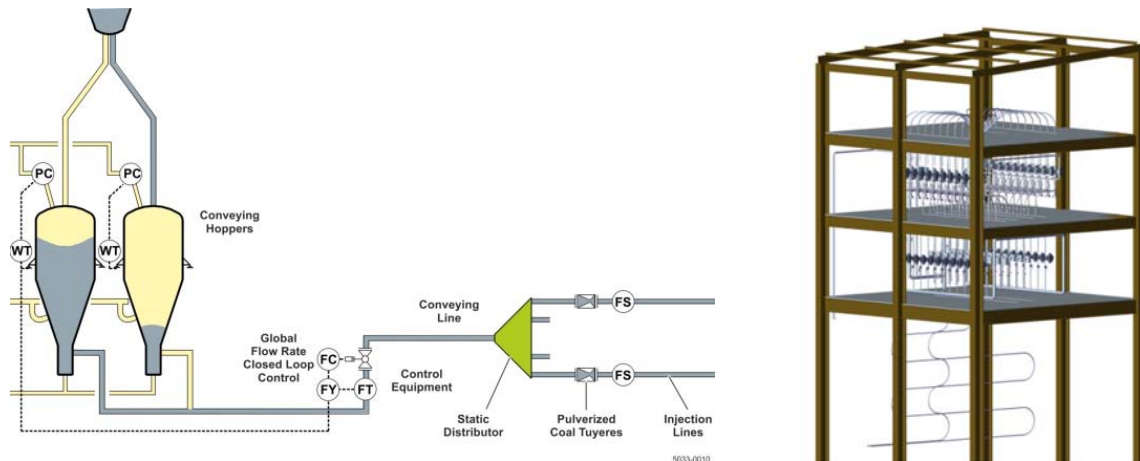 PC
PC
Conveying
Hoppers
WT
WT
Conveying
Line
FS
Global
Flow Rate
Closed Loop
Control
FC
Control
Equipment
FY
FT
FS
Static
Distributor
Pulverized
Coal Tuyeres
Injection
Lines
5033-0010